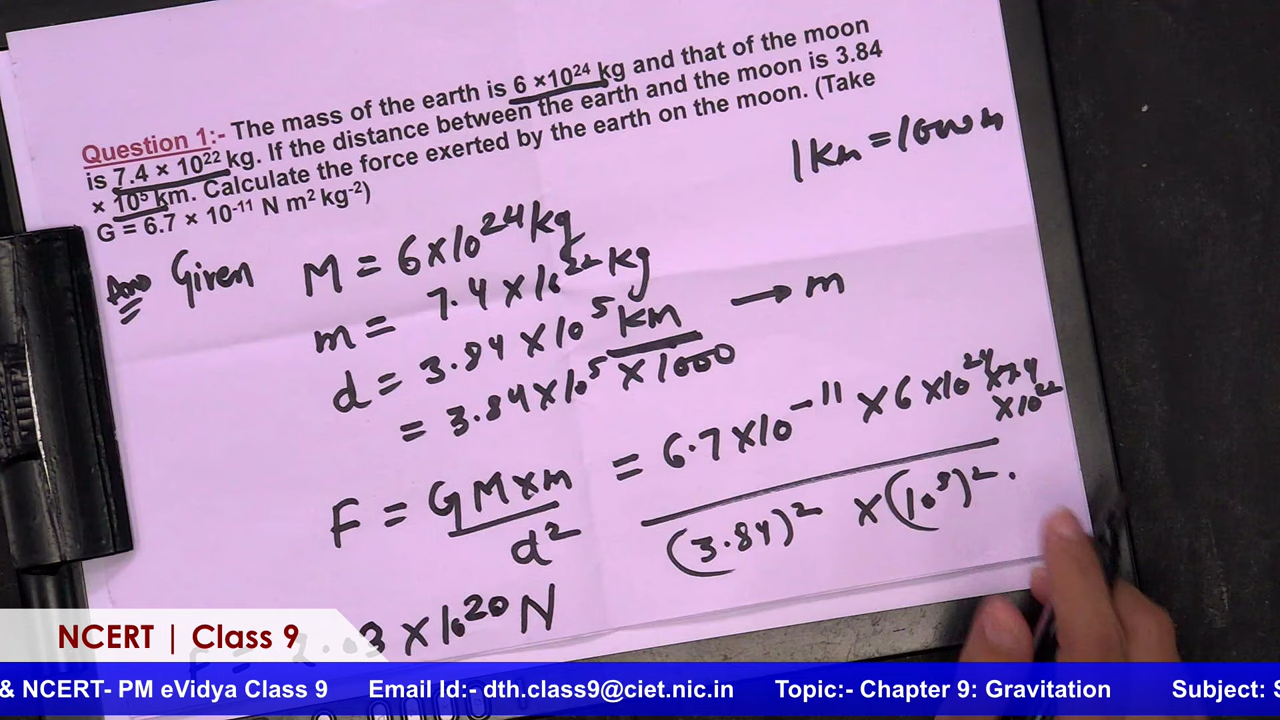 Question 1:- The mass of the earth is 6 ×10²⁴ kg and that of the moon
is 7.4 × 10²² kg. If the distance between the earth and the moon is 3.84
× 10⁵ km. Calculate the force exerted by the earth on the moon. (Take
G = 6.7 × 10⁻¹¹ N m² kg⁻²)
1 Km = 1000 m
Ans Given M = 6×10²⁴ kg
m = 7.4 × 10²² kg
d = 3.84 × 10⁵ km → m
= 3.84 × 10⁵ × 1000
F = GM×m / d² = 6.7×10⁻¹¹ × 6×10²⁴ ×7.4 ×10²² / (3.84)² × (10⁸)².
F = 2.03 × 10²⁰ N
NCERT | Class 9
& NCERT- PM eVidya Class 9 Email Id:- dth.class9@ciet.nic.in Topic:- Chapter 9: Gravitation Subject: S